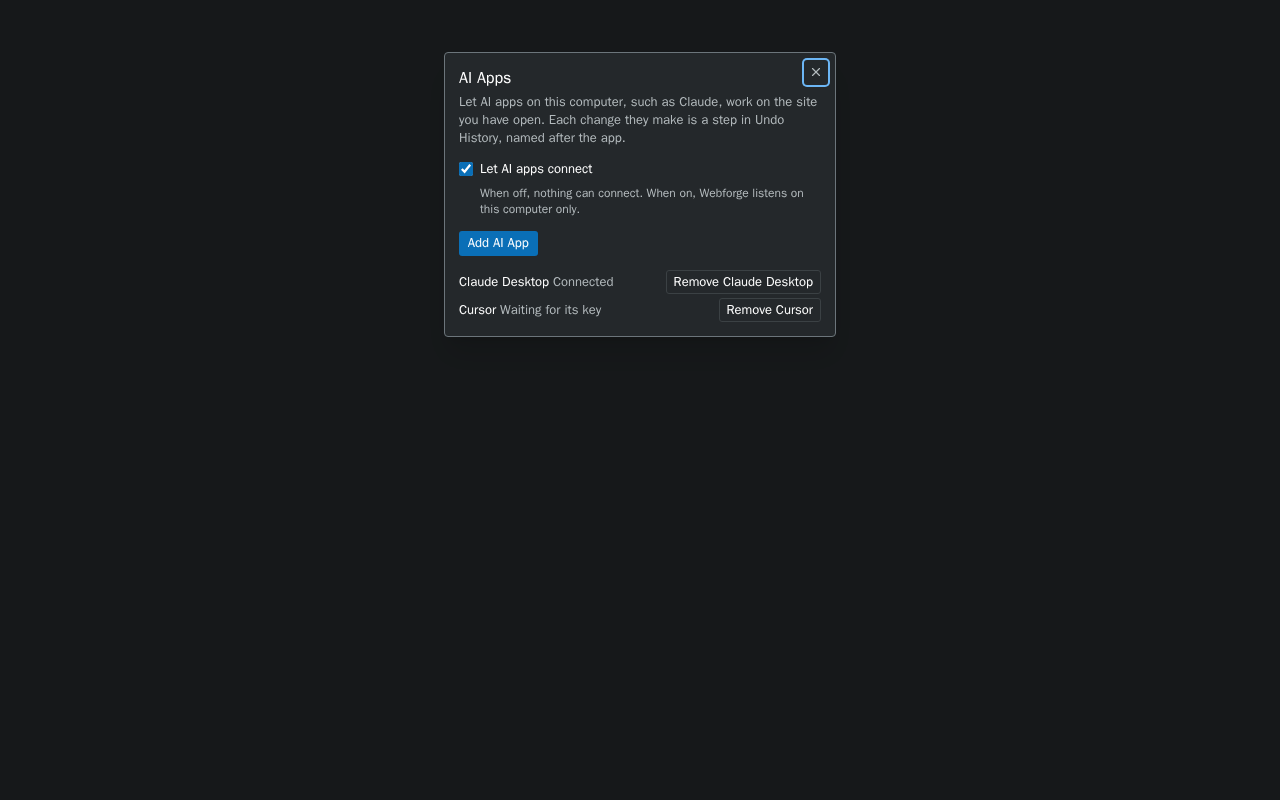 AI Apps
Let AI apps on this computer, such as Claude, work on the site
you have open. Each change they make is a step in Undo
History, named after the app.
Let AI apps connect
When off, nothing can connect. When on, Webforge listens on
this computer only.
Add AI App
Claude Desktop Connected
Remove Claude Desktop
Cursor Waiting for its key
Remove Cursor